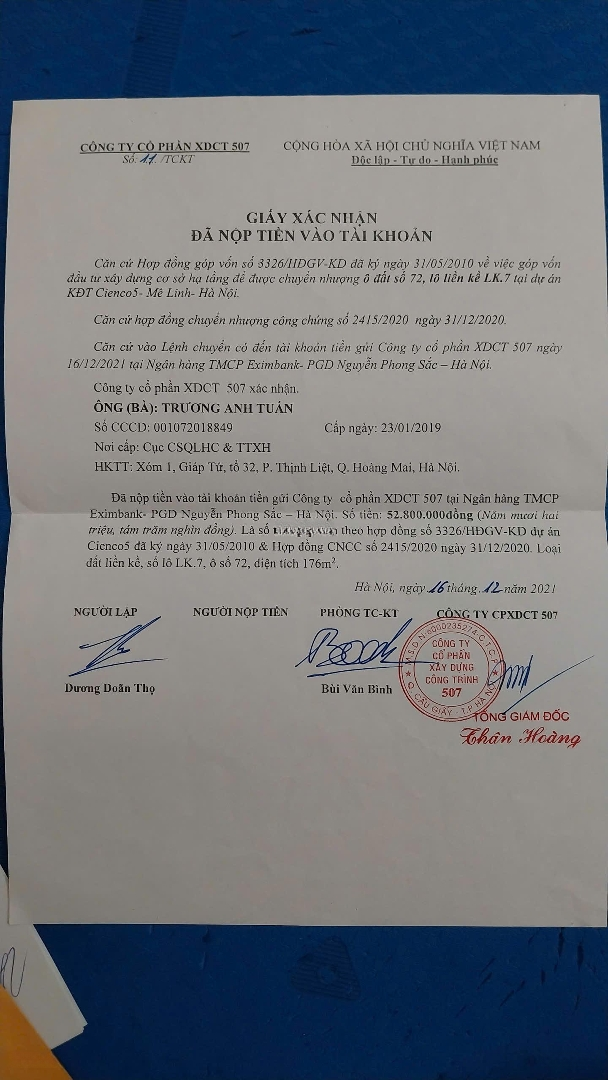 CÔNG TY CỔ PHẦN XDCT 507
CỘNG HÒA XÃ HỘI CHỦ NGHĨA VIỆT NAM
Số: 11 /TCKT
Độc lập - Tự do - Hạnh phúc
GIẤY XÁC NHẬN
ĐÃ NỘP TIỀN VÀO TÀI KHOẢN
Căn cứ Hợp đồng góp vốn số 3326/HĐGV-KD đã ký ngày 31/05/2010 về việc góp vốn
đầu tư xây dựng cơ sở hạ tầng để được chuyển nhượng ô đất số 72, lô liền kề LK.7 tại dự án
KĐT Cienco5- Mê Linh- Hà Nội.
Căn cứ hợp đồng chuyển nhượng công chứng số 2415/2020 ngày 31/12/2020.
Căn cứ vào Lệnh chuyển có đến tài khoản tiền gửi Công ty cổ phần XDCT 507 ngày
16/12/2021 tại Ngân hàng TMCP Eximbank- PGD Nguyễn Phong Sắc – Hà Nội.
Công ty cổ phần XDCT 507 xác nhận.
ÔNG (BÀ): TRƯƠNG ANH TUẤN
Số CCCD: 001072018849 Cấp ngày: 23/01/2019
Nơi cấp: Cục CSQLHC & TTXH
HKTT: Xóm 1, Giáp Tứ, tổ 32, P. Thịnh Liệt, Q. Hoàng Mai, Hà Nội.
Đã nộp tiền vào tài khoản tiền gửi Công ty cổ phần XDCT 507 tại Ngân hàng TMCP
Eximbank- PGD Nguyễn Phong Sắc – Hà Nội. Số tiền: 52.800.000đồng (Năm mươi hai
triệu, tám trăm nghìn đồng). Là số theo hợp đồng số 3326/HĐGV-KD dự án
Cienco5 đã ký ngày 31/05/2010 & Hợp đồng CNCC số 2415/2020 ngày 31/12/2020. Loại
đất liền kề, số lô LK.7, ô số 72, diện tích 176m².
Hà Nội, ngày 16 tháng 12 năm 2021
NGƯỜI LẬP NGƯỜI NỘP TIỀN PHÒNG TC-KT CÔNG TY CPXDCT 507
M.S.D.N:0000235274-C.T.C.P
CÔNG TY
CỔ PHẦN
XÂY DỰNG
CÔNG TRÌNH
507
Q. CẦU GIẤY - T.P HÀ NỘI
Dương Doãn Thọ
Bùi Văn Bình
TỔNG GIÁM ĐỐC
Thân Hoàng